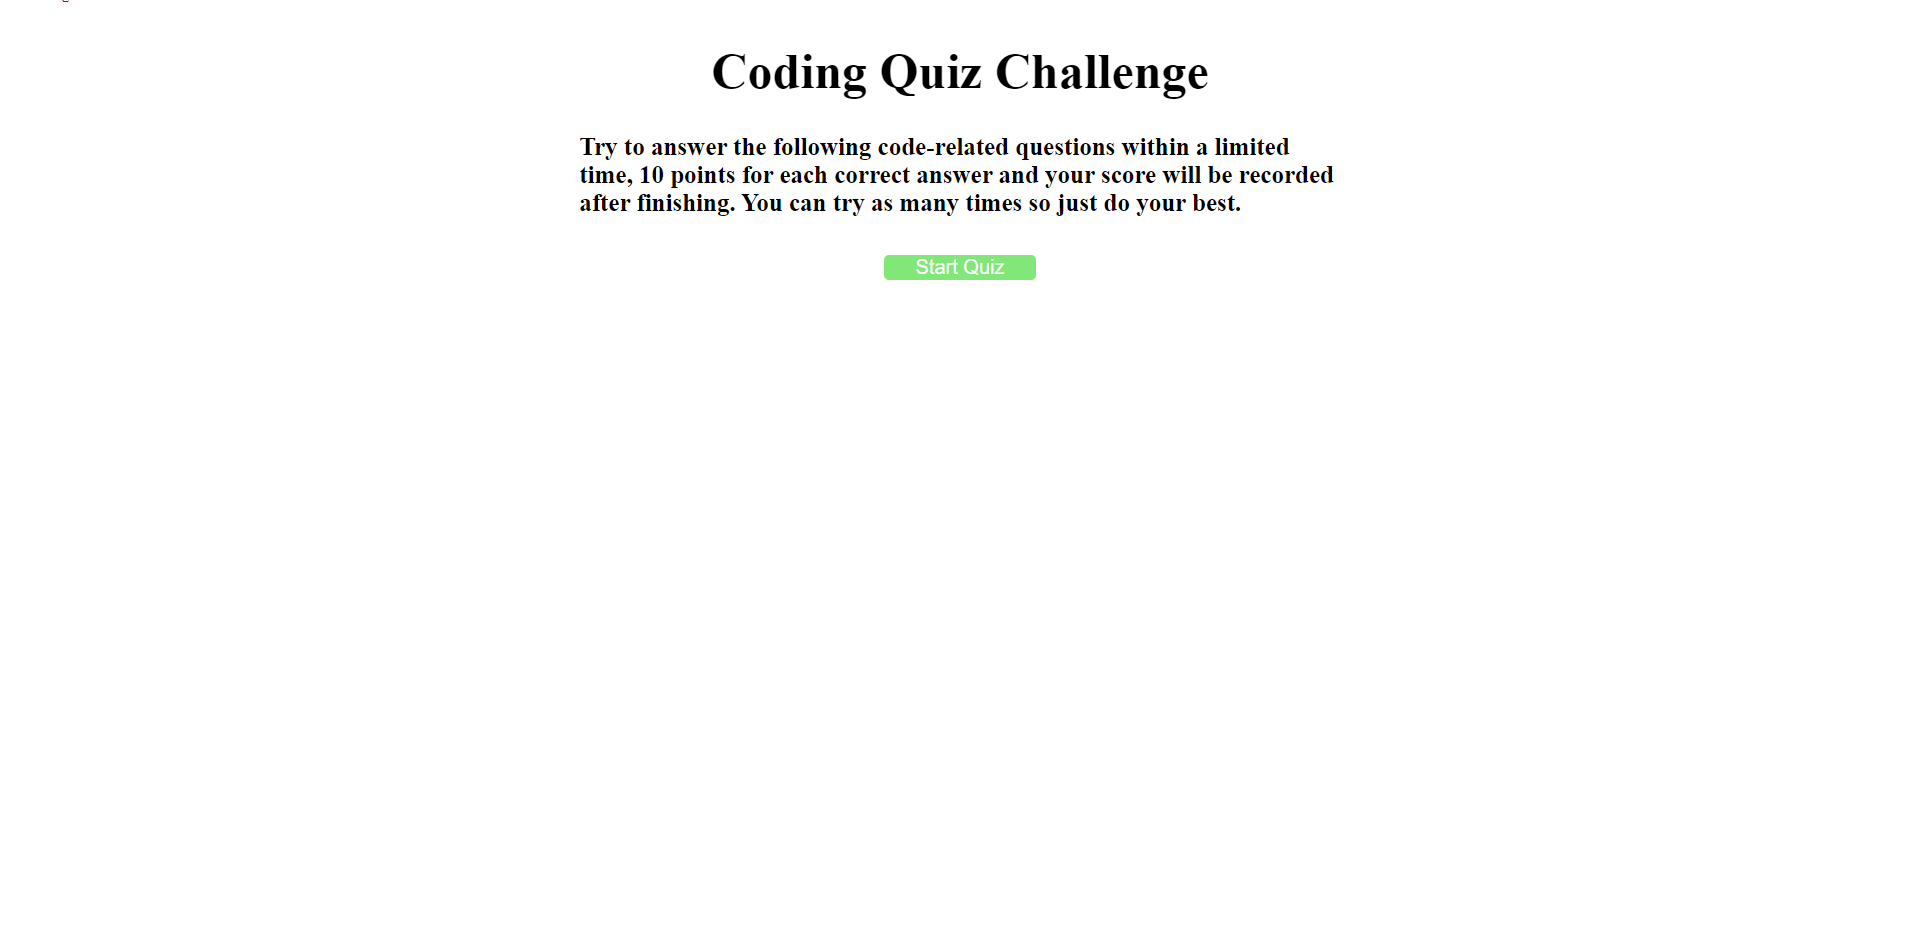 Coding Quiz Challenge
Try to answer the following code-related questions within a limited
time, 10 points for each correct answer and your score will be recorded
after finishing. You can try as many times so just do your best.
Start Quiz